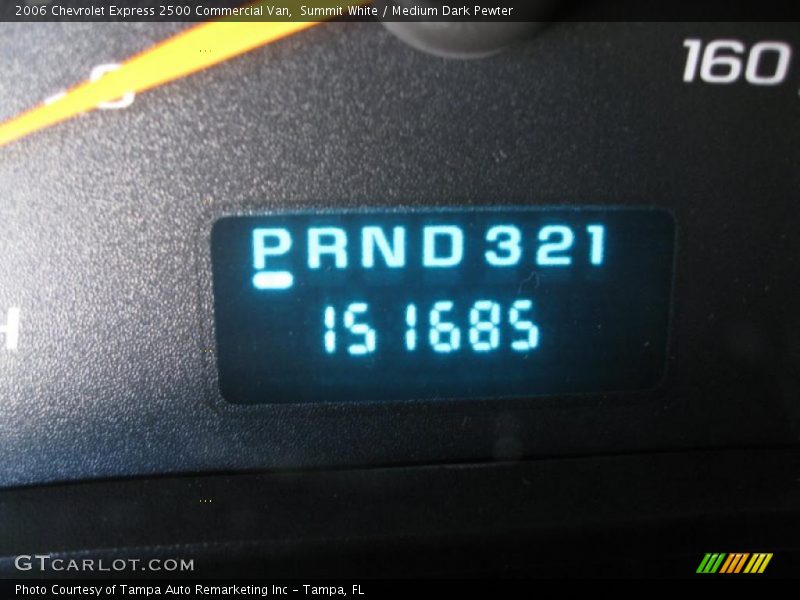 2006 Chevrolet Express 2500 Commercial Van, Summit White / Medium Dark Pewter
0
160
PRND321
H
151685
GTCARLOT.COM
Photo Courtesy of Tampa Auto Remarketing Inc - Tampa, FL